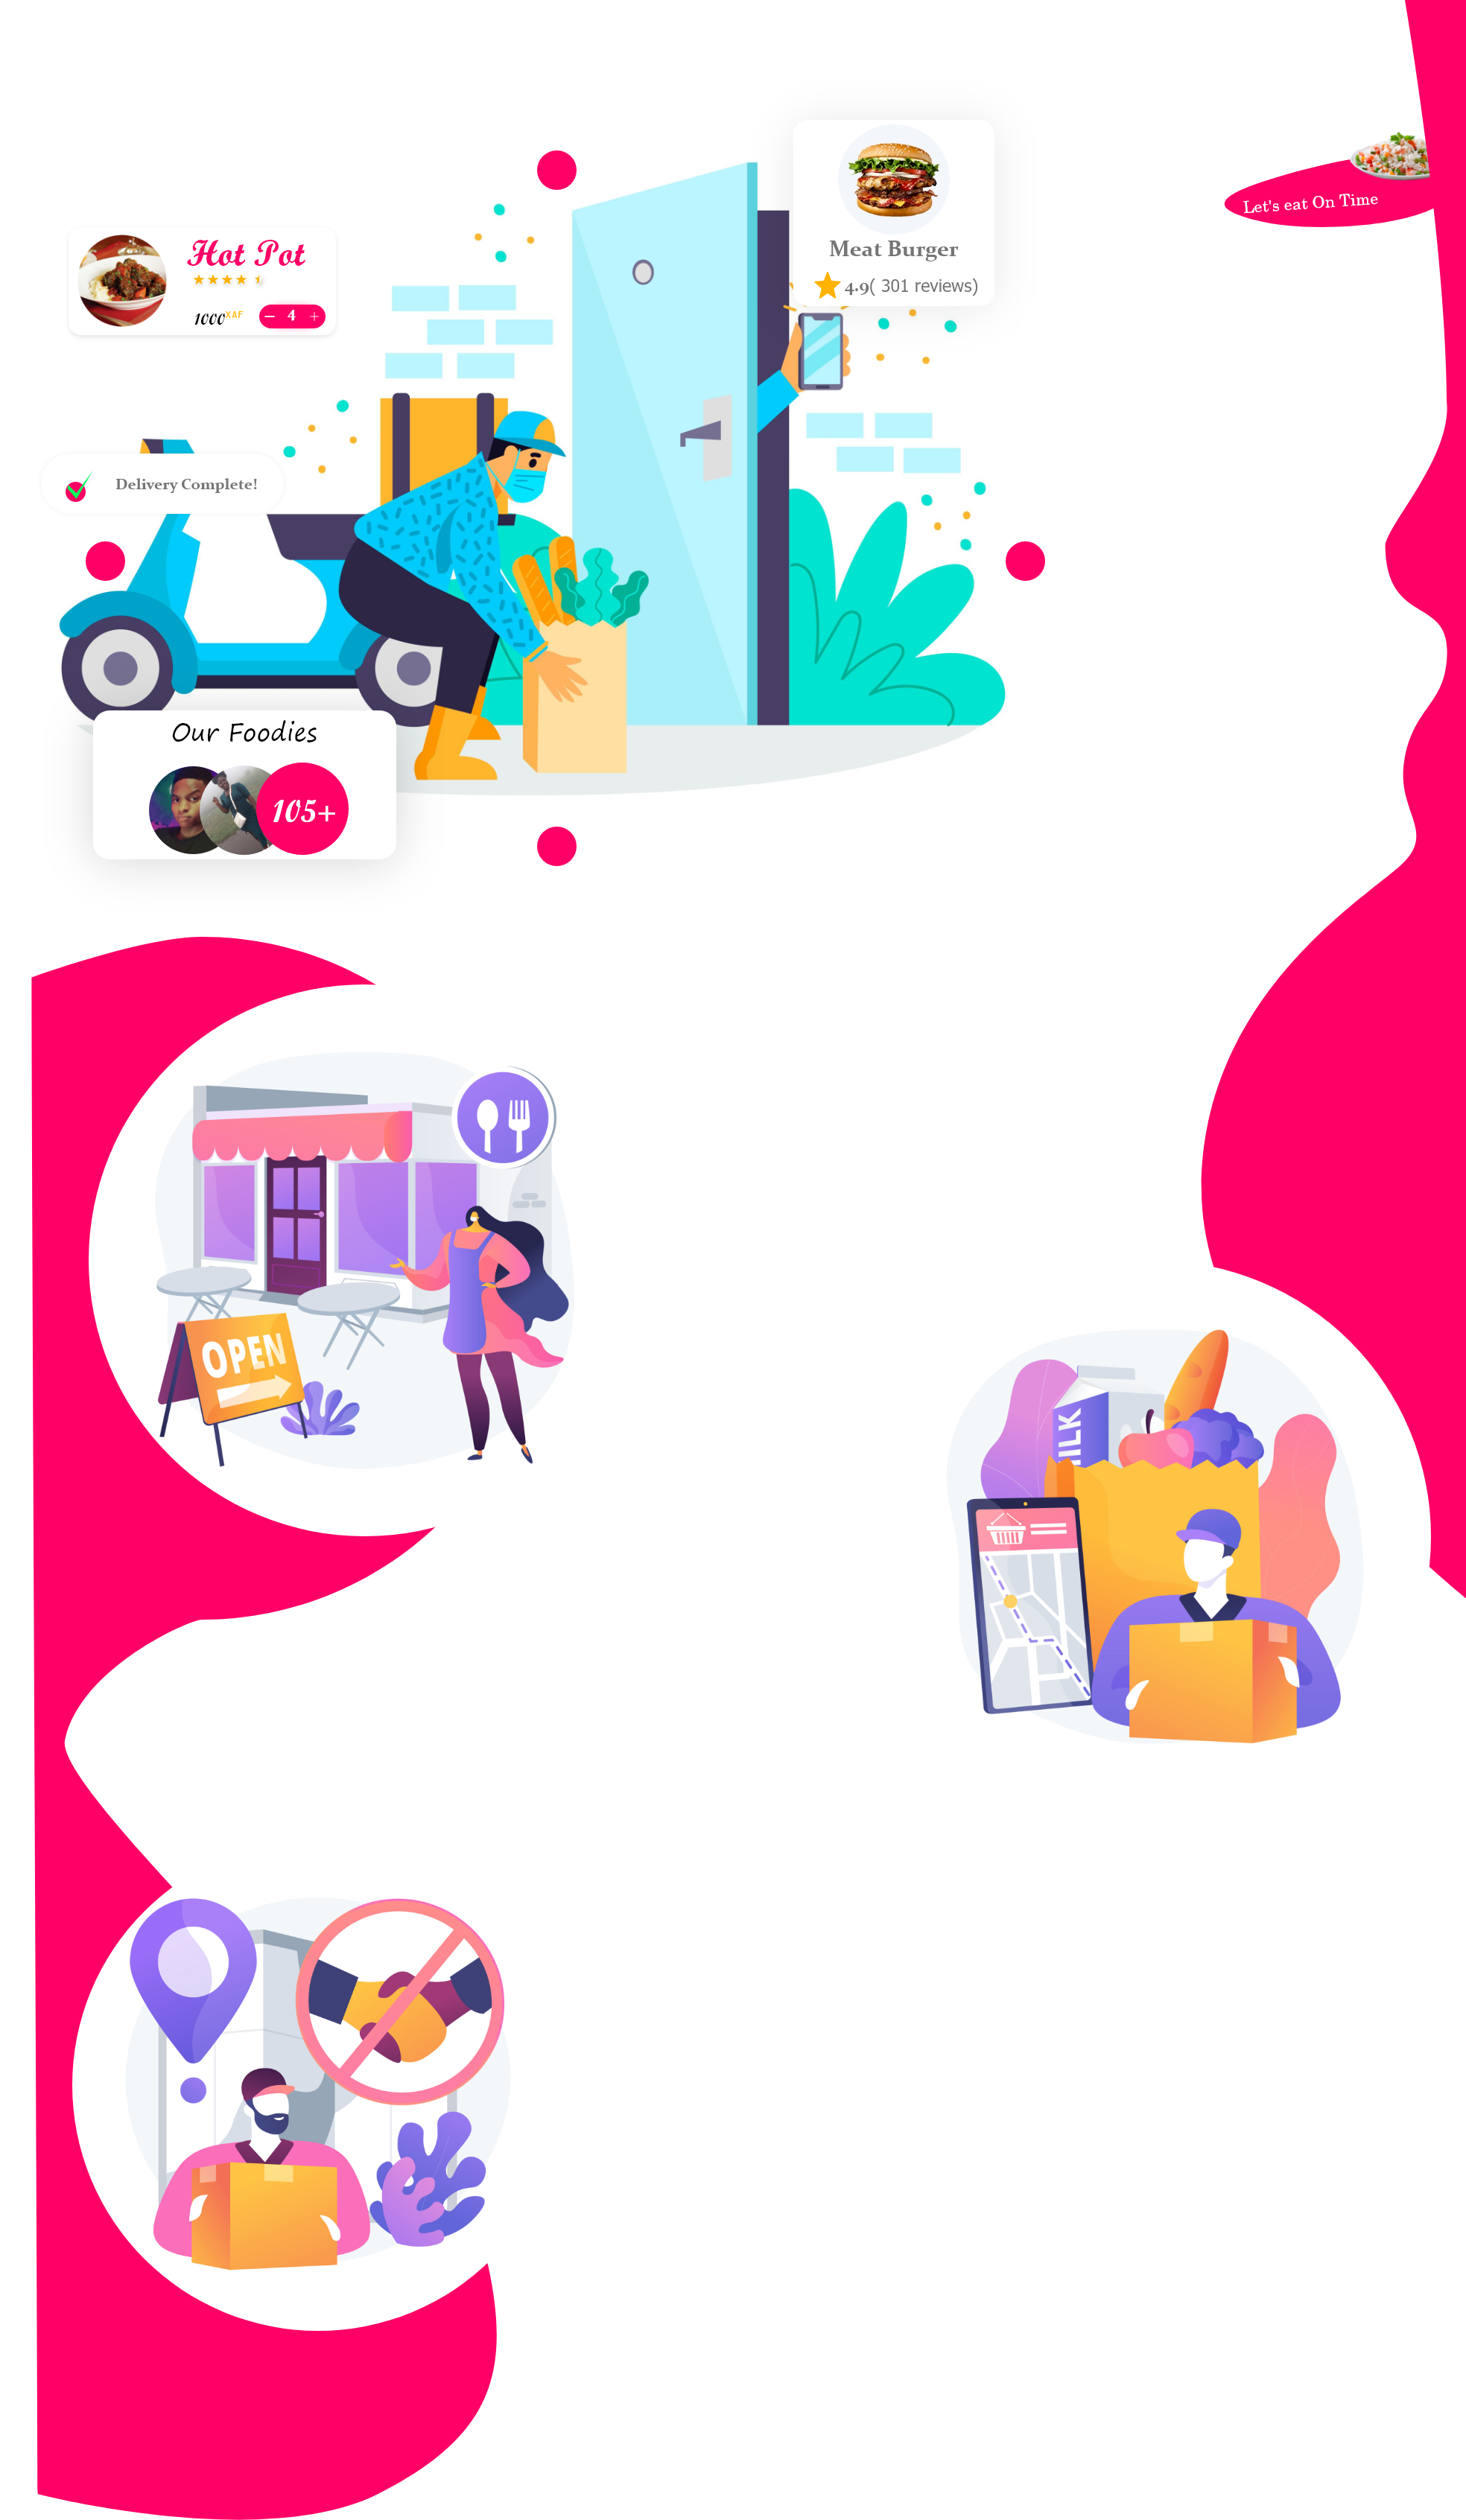 Meat Burger
4.9( 301 reviews)
Let's eat On Time
Hot Pot
1000XAF
4
Delivery Complete!
Our Foodies
105+
OPEN